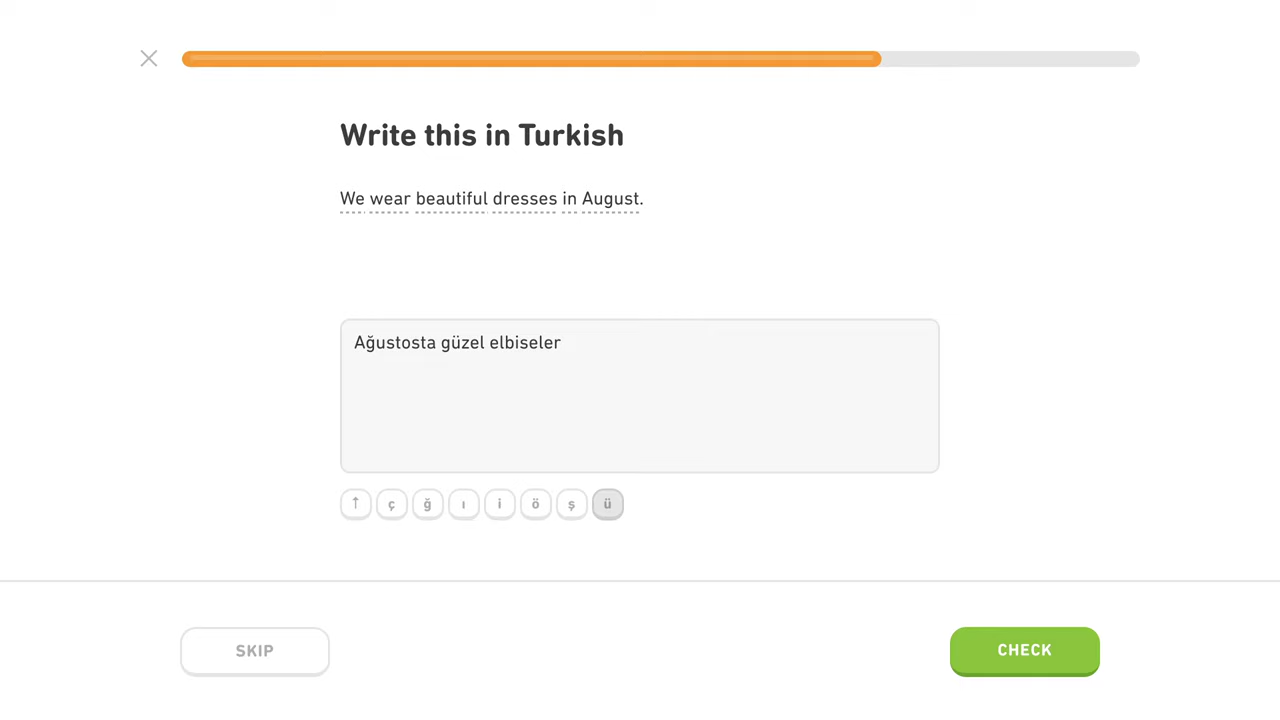 Write this in Turkish
We wear beautiful dresses in August.
Ağustosta güzel elbiseler
↑ ç ğ ı i ö ş ü
SKIP
CHECK